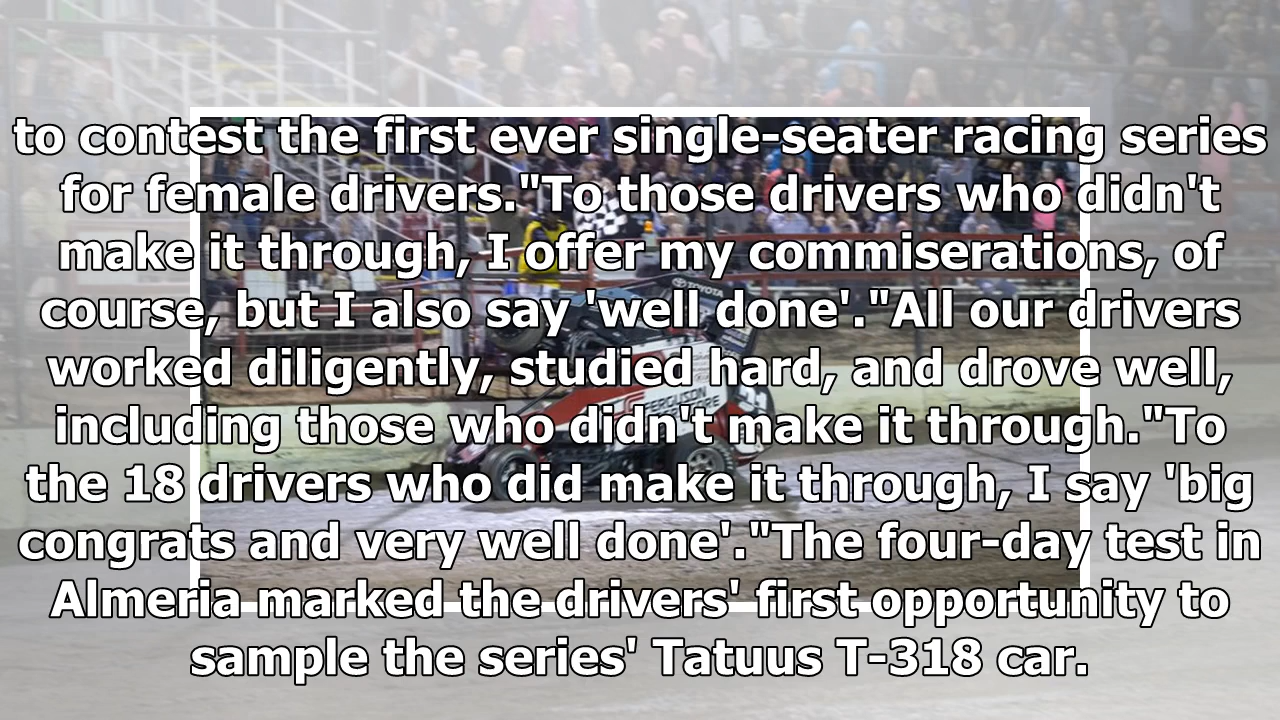 to contest the first ever single-seater racing series
for female drivers."To those drivers who didn't
make it through, I offer my commiserations, of
course, but I also say 'well done'."All our drivers
worked diligently, studied hard, and drove well,
including those who didn't make it through."To
the 18 drivers who did make it through, I say 'big
congrats and very well done'."The four-day test in
Almeria marked the drivers' first opportunity to
sample the series' Tatuus T-318 car.
TOYOTA
FERGUSON